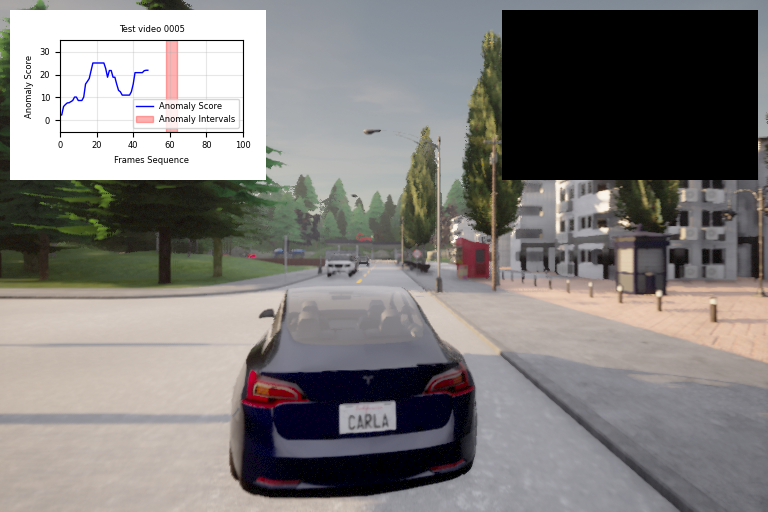 Test video 0005
Anomaly Score
30
20
10
0
Anomaly Score
Anomaly Intervals
0 20 40 60 80 100
Frames Sequence
CARLA